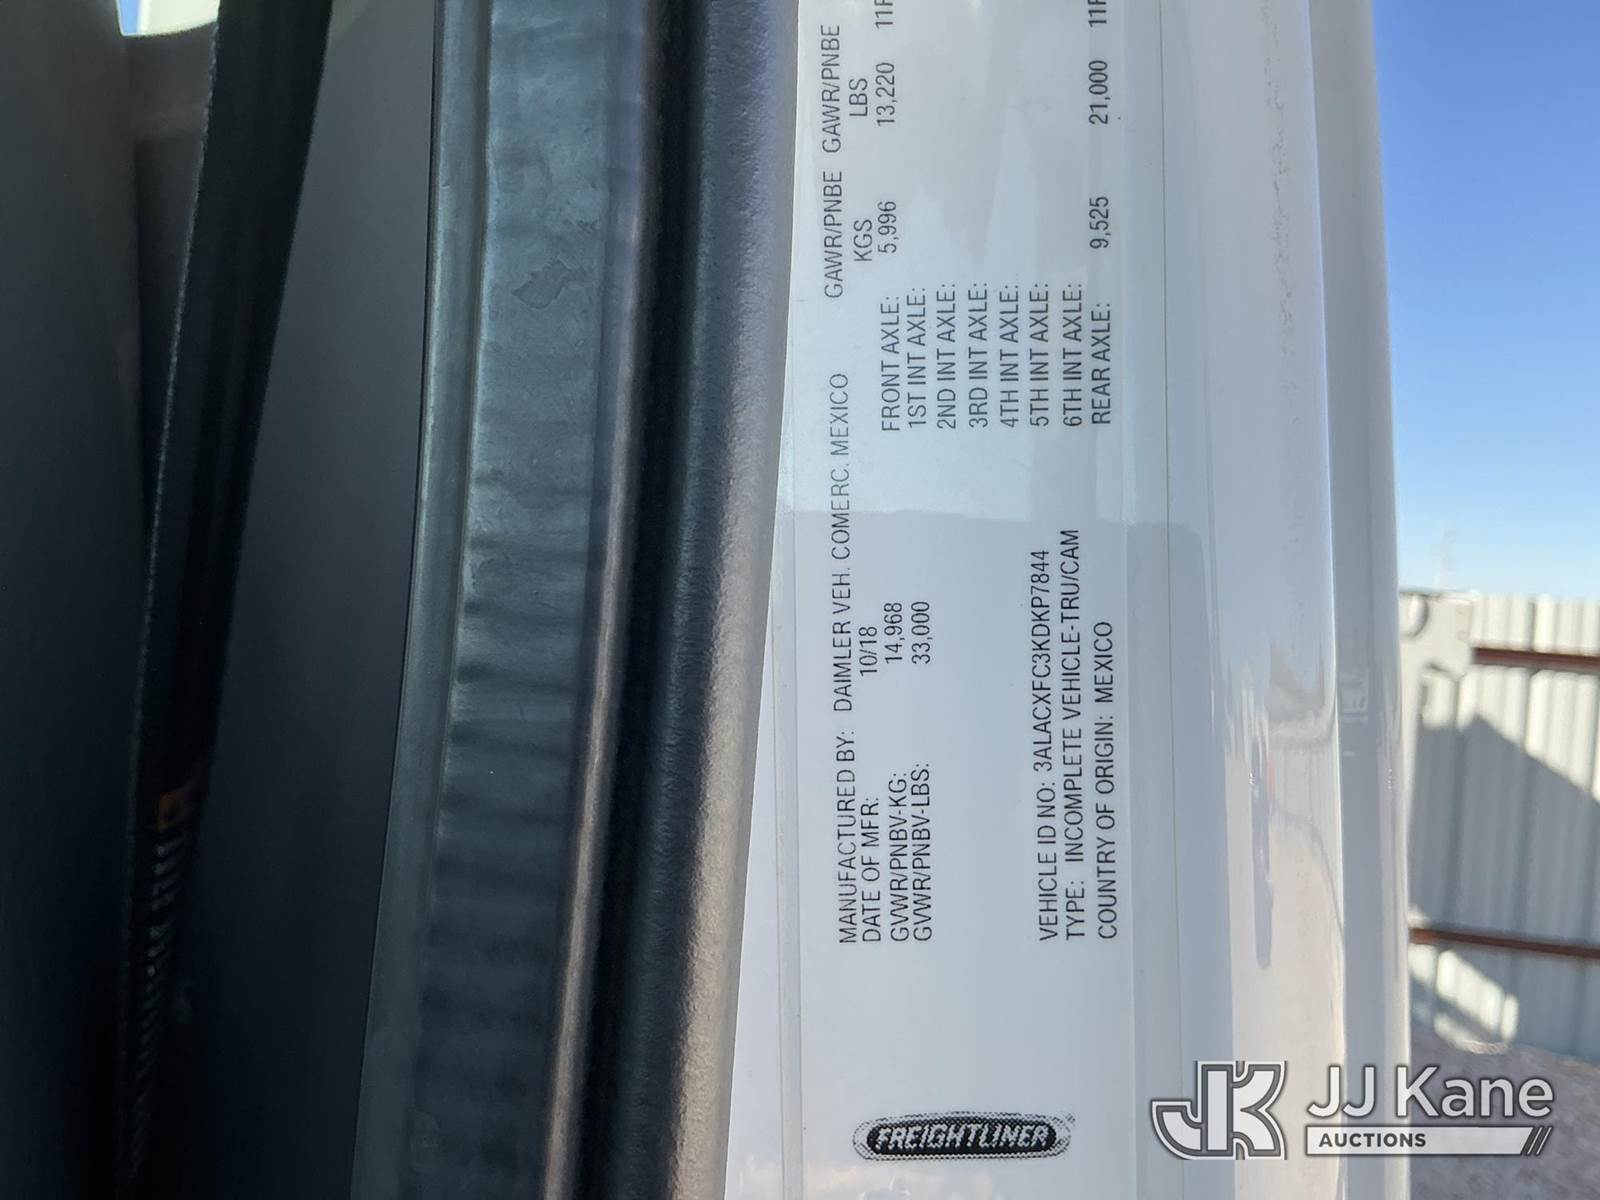 FREIGHTLINER
MANUFACTURED BY: DAIMLER VEH. COMERC. MEXICO GAWR/PNBE GAWR/PNBE
DATE OF MFR: 10/18 KGS LBS
GVWR/PNBV-KG: 14,968 FRONT AXLE: 5,996 13,220
GVWR/PNBV-LBS: 33,000 1ST INT AXLE:
2ND INT AXLE:
3RD INT AXLE:
4TH INT AXLE:
VEHICLE ID NO: 3ALACXFC3KDKP7844 5TH INT AXLE:
TYPE: INCOMPLETE VEHICLE-TRU/CAM 6TH INT AXLE:
COUNTRY OF ORIGIN: MEXICO REAR AXLE: 9,525 21,000
JJ Kane
AUCTIONS